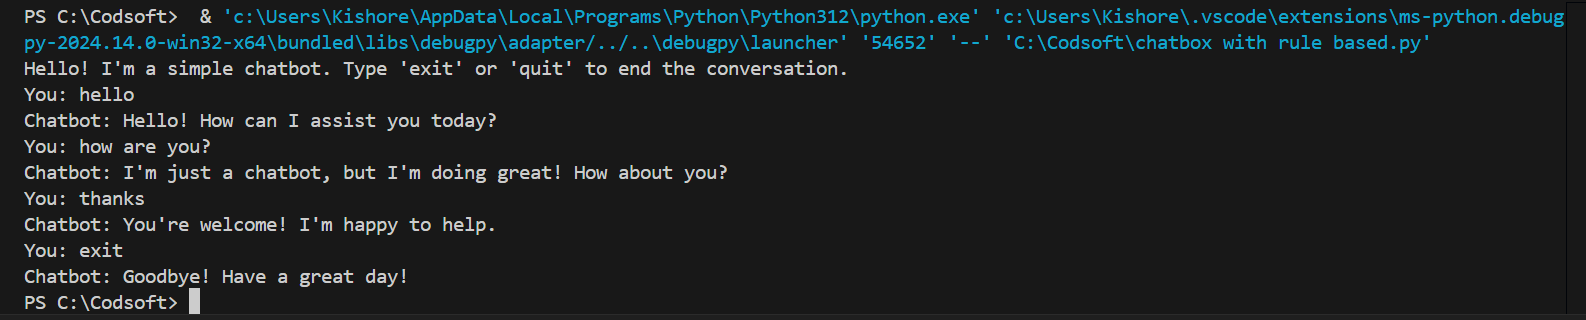 PS C:\Codsoft>  & 'c:\Users\Kishore\AppData\Local\Programs\Python\Python312\python.exe' 'c:\Users\Kishore\.vscode\extensions\ms-python.debug
py-2024.14.0-win32-x64\bundled\libs\debugpy\adapter/../..\debugpy\launcher' '54652' '--' 'C:\Codsoft\chatbox with rule based.py'
Hello! I'm a simple chatbot. Type 'exit' or 'quit' to end the conversation.
You: hello
Chatbot: Hello! How can I assist you today?
You: how are you?
Chatbot: I'm just a chatbot, but I'm doing great! How about you?
You: thanks
Chatbot: You're welcome! I'm happy to help.
You: exit
Chatbot: Goodbye! Have a great day!
PS C:\Codsoft>